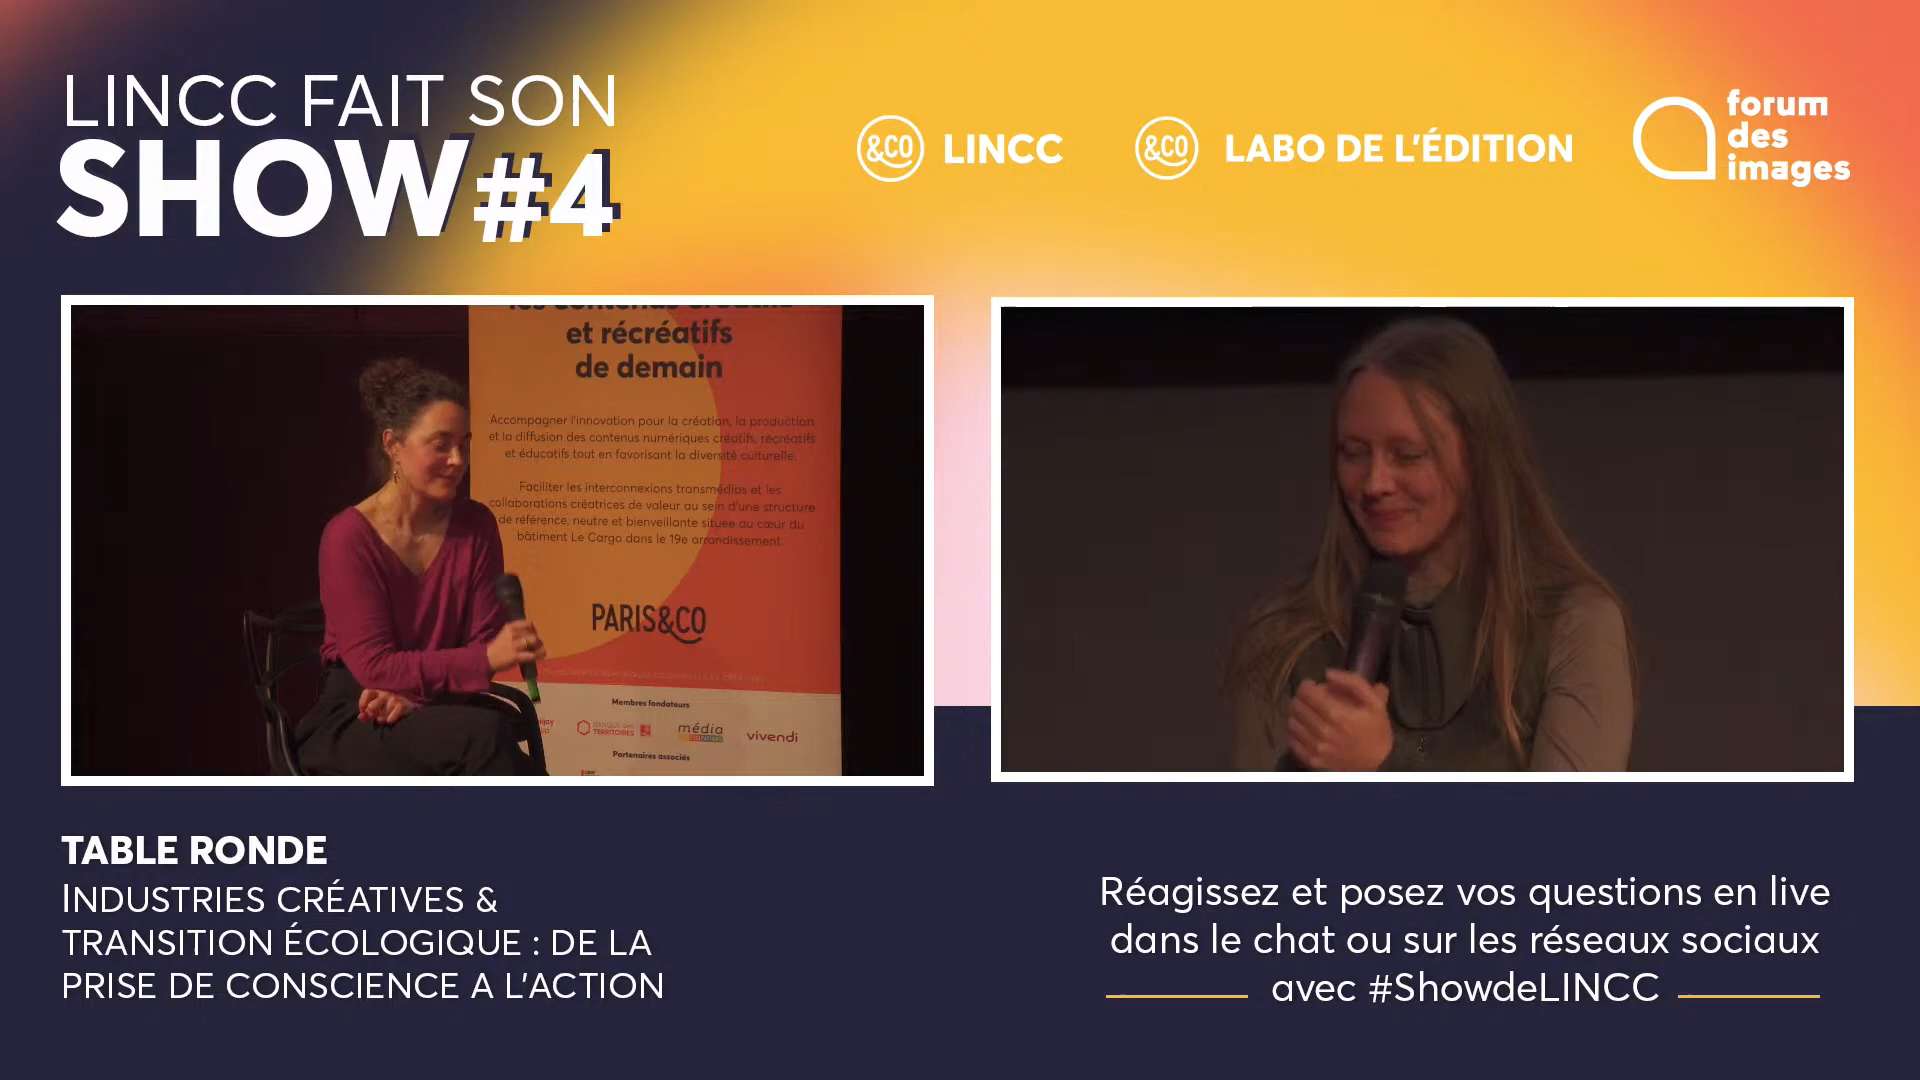 LINCC FAIT SON
SHOW #4
&CO LINCC
&CO LABO DE L'ÉDITION
forum
des
images
et récréatifs
de demain
Accompagner l'innovation pour la création, la production
et la diffusion des contenus numériques créatifs, récréatifs
et éducatifs tout en favorisant la diversité culturelle.
Faciliter les interconnexions transmédias et les
collaborations créatrices de valeur au sein d'une structure
de référence, neutre et bienveillante située au cœur du
bâtiment Le Cargo dans le 19e arrondissement.
PARIS&CO
Membres fondateurs
BANQUE des
TERRITOIRES
média
vivendi
Partenaires associés
TABLE RONDE
INDUSTRIES CRÉATIVES &
TRANSITION ÉCOLOGIQUE : DE LA
PRISE DE CONSCIENCE A L'ACTION
Réagissez et posez vos questions en live
dans le chat ou sur les réseaux sociaux
avec #ShowdeLINCC